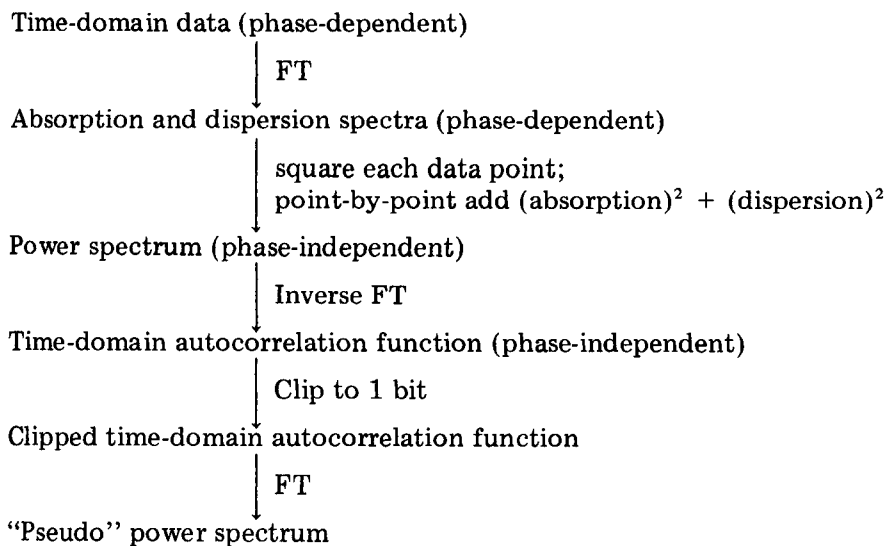 Time-domain data (phase-dependent)
FT
Absorption and dispersion spectra (phase-dependent)
square each data point;
point-by-point add (absorption)² + (dispersion)²
Power spectrum (phase-independent)
Inverse FT
Time-domain autocorrelation function (phase-independent)
Clip to 1 bit
Clipped time-domain autocorrelation function
FT
“Pseudo” power spectrum